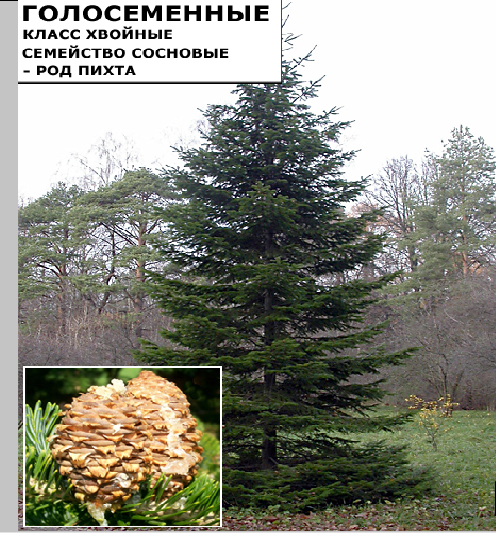 ГОЛОСЕМЕННЫЕ
КЛАСС ХВОЙНЫЕ
СЕМЕЙСТВО СОСНОВЫЕ
– РОД ПИХТА